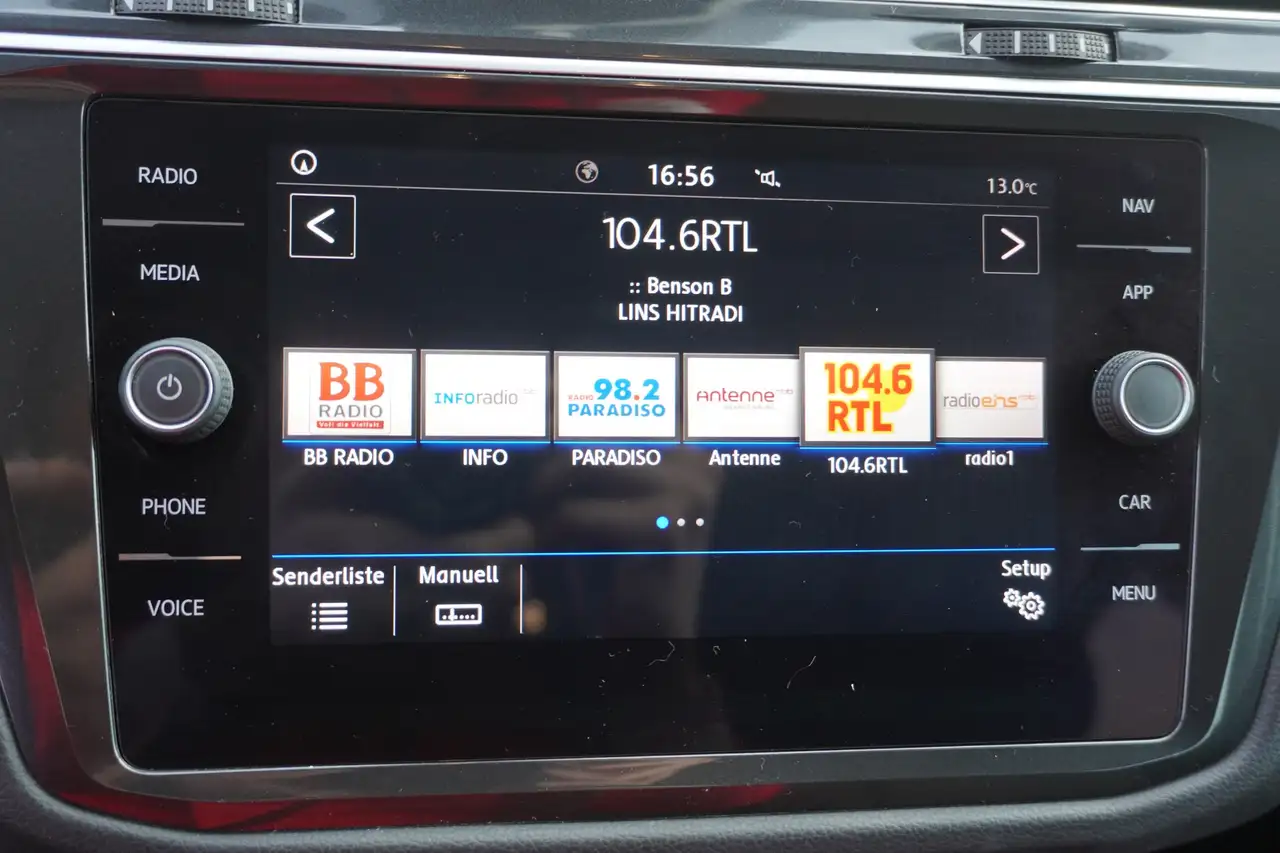 RADIO
MEDIA
PHONE
VOICE
16:56
13.0°C
104.6RTL
:: Benson B
LINS HITRADI
BB
RADIO
Voll die Vielfalt
INFOradio
RADIO 98.2
PARADISO
Antenne
104.6
RTL
radioeins
BB RADIO
INFO
PARADISO
Antenne
104.6RTL
radio1
Senderliste
Manuell
Setup
NAV
APP
CAR
MENU